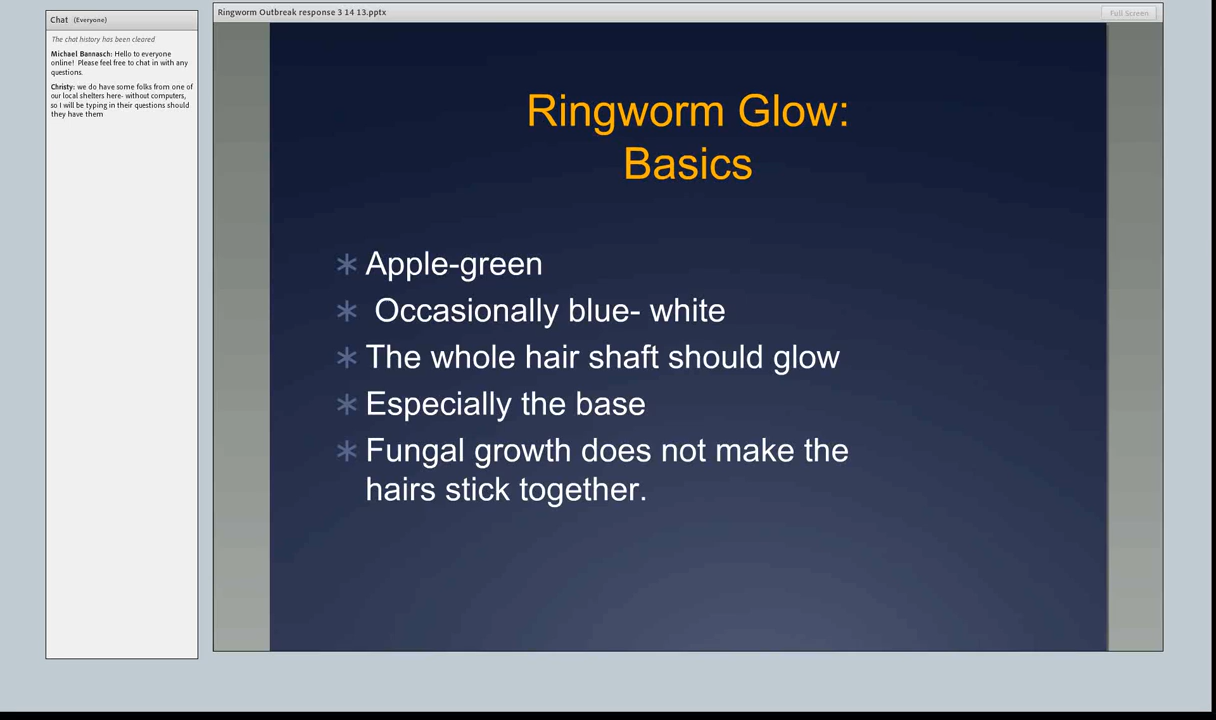 Chat (Everyone)
The chat history has been cleared
Michael Bannasch: Hello to everyone
online! Please feel free to chat in with any
questions.
Christy: we do have some folks from one of
our local shelters here- without computers,
so I will be typing in their questions should
they have them
Ringworm Outbreak response 3 14 13.pptx
Full Screen
Ringworm Glow:
Basics
Apple-green
Occasionally blue- white
The whole hair shaft should glow
Especially the base
Fungal growth does not make the
hairs stick together.